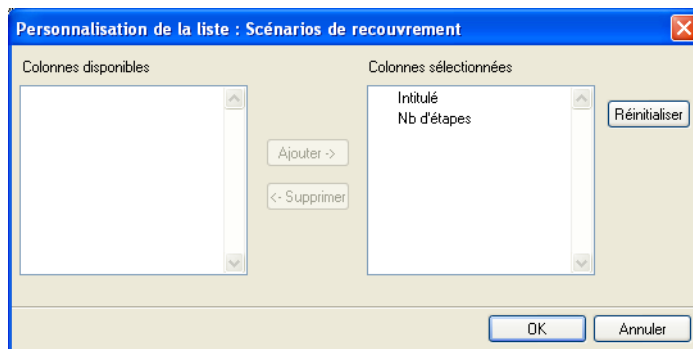 Personnalisation de la liste : Scénarios de recouvrement
Colonnes disponibles
Colonnes sélectionnées
Intitulé
Nb d'étapes
Réinitialiser
Ajouter ->
<- Supprimer
OK
Annuler